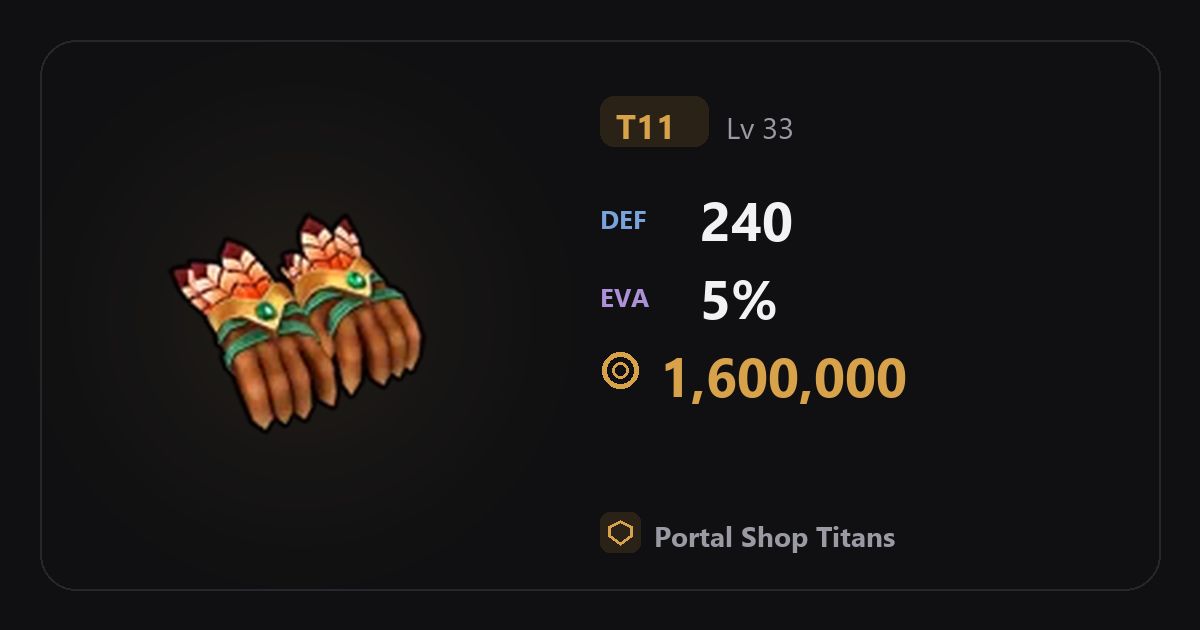 T11 Lv 33
DEF 240
EVA 5%
1,600,000
Portal Shop Titans